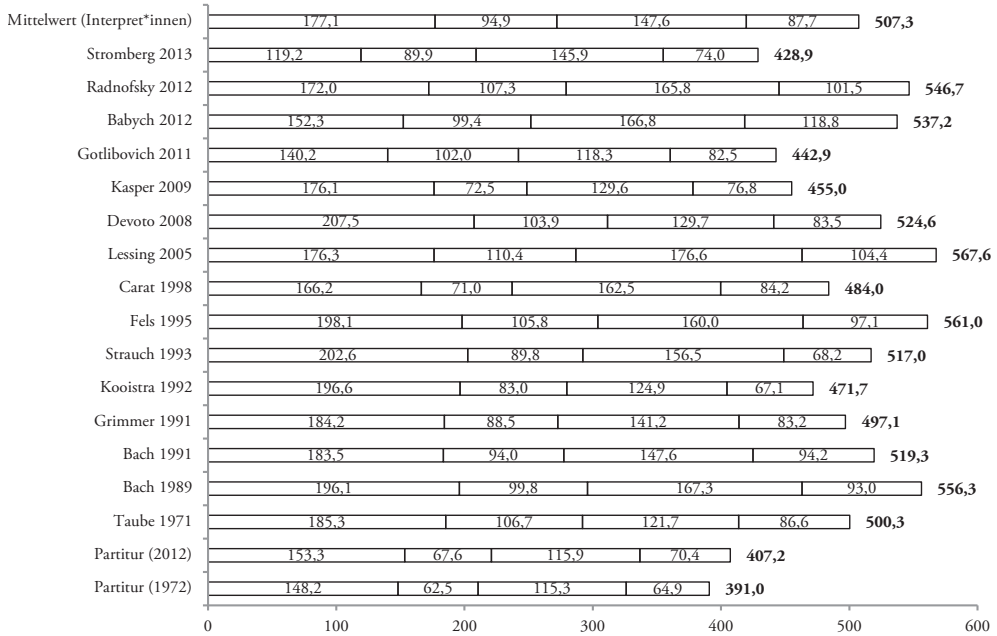 Mittelwert (Interpret*innen) 177,1 94,9 147,6 87,7 507,3
Stromberg 2013 119,2 89,9 145,9 74,0 428,9
Radnofsky 2012 172,0 107,3 165,8 101,5 546,7
Babych 2012 152,3 99,4 166,8 118,8 537,2
Gotlibovich 2011 140,2 102,0 118,3 82,5 442,9
Kasper 2009 176,1 72,5 129,6 76,8 455,0
Devoto 2008 207,5 103,9 129,7 83,5 524,6
Lessing 2005 176,3 110,4 176,6 104,4 567,6
Carat 1998 166,2 71,0 162,5 84,2 484,0
Fels 1995 198,1 105,8 160,0 97,1 561,0
Strauch 1993 202,6 89,8 156,5 68,2 517,0
Kooistra 1992 196,6 83,0 124,9 67,1 471,7
Grimmer 1991 184,2 88,5 141,2 83,2 497,1
Bach 1991 183,5 94,0 147,6 94,2 519,3
Bach 1989 196,1 99,8 167,3 93,0 556,3
Taube 1971 185,3 106,7 121,7 86,6 500,3
Partitur (2012) 153,3 67,6 115,9 70,4 407,2
Partitur (1972) 148,2 62,5 115,3 64,9 391,0
0 100 200 300 400 500 600